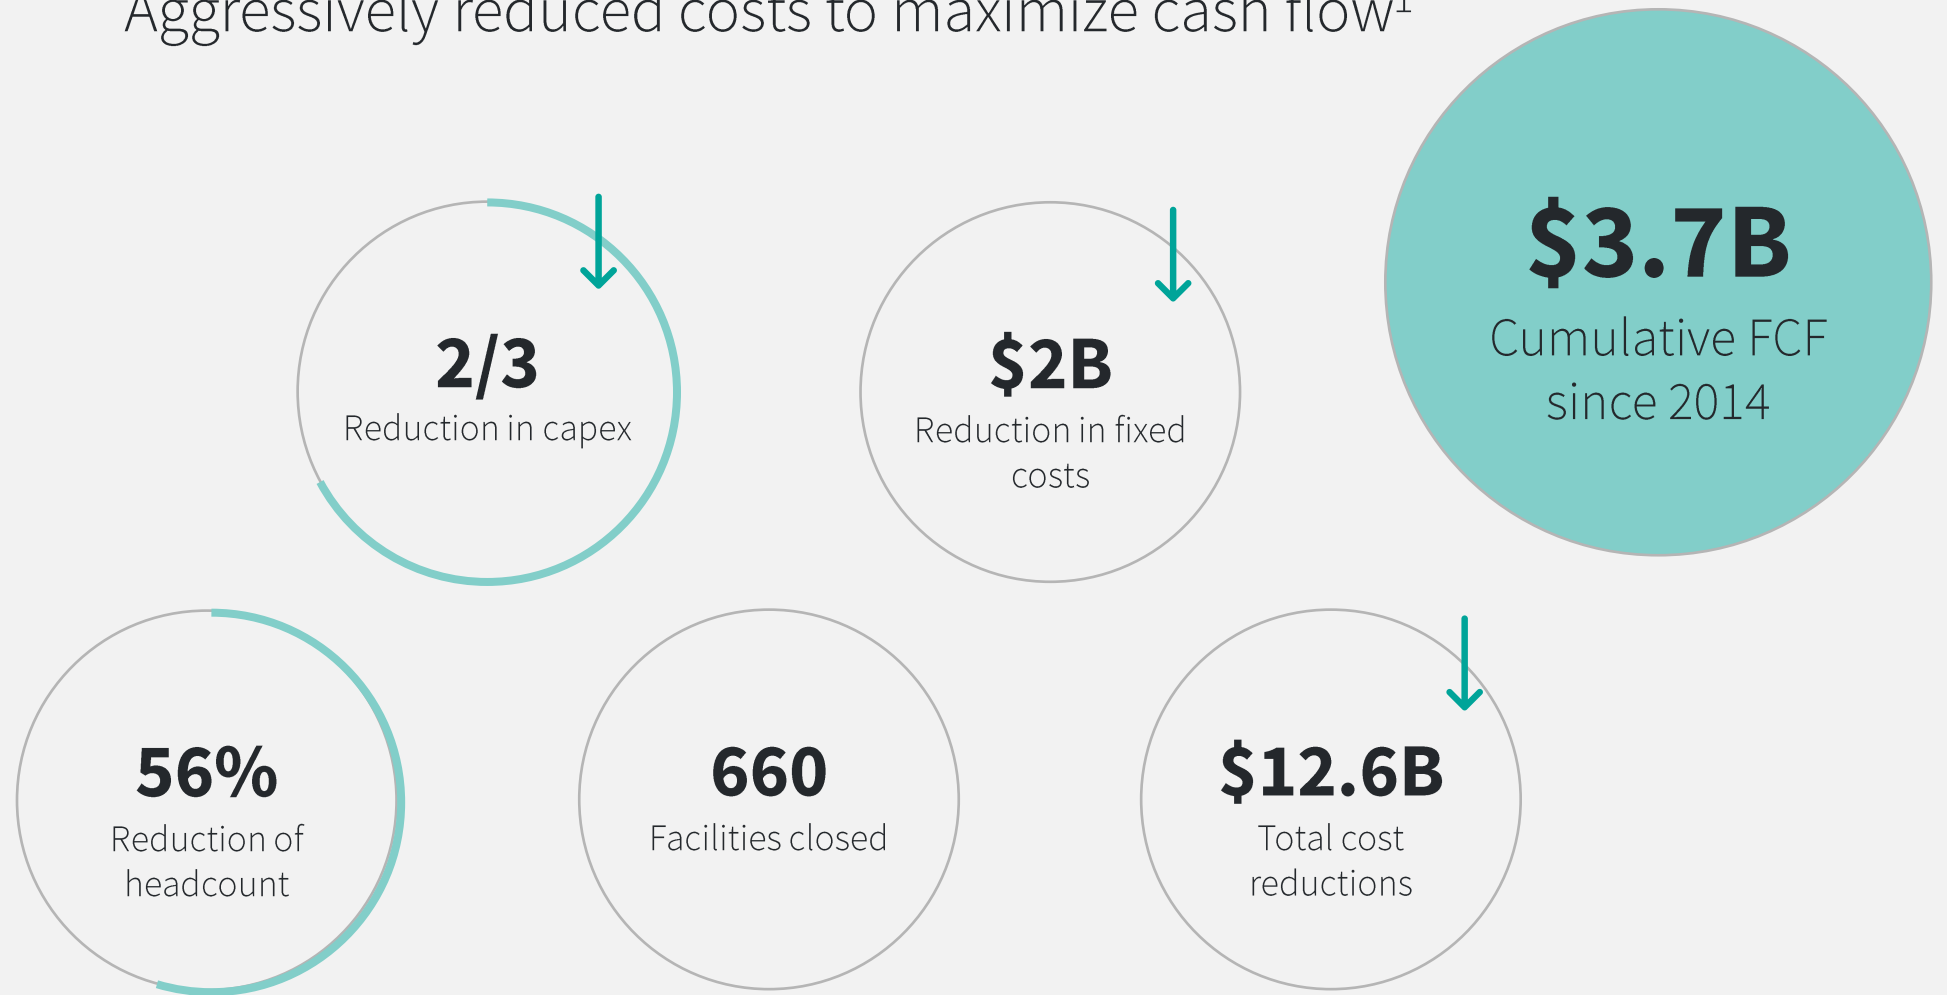 Aggressively reduced costs to maximize cash flow¹
$3.7B
Cumulative FCF
since 2014
2/3
Reduction in capex
$2B
Reduction in fixed
costs
56%
Reduction of
headcount
660
Facilities closed
$12.6B
Total cost
reductions